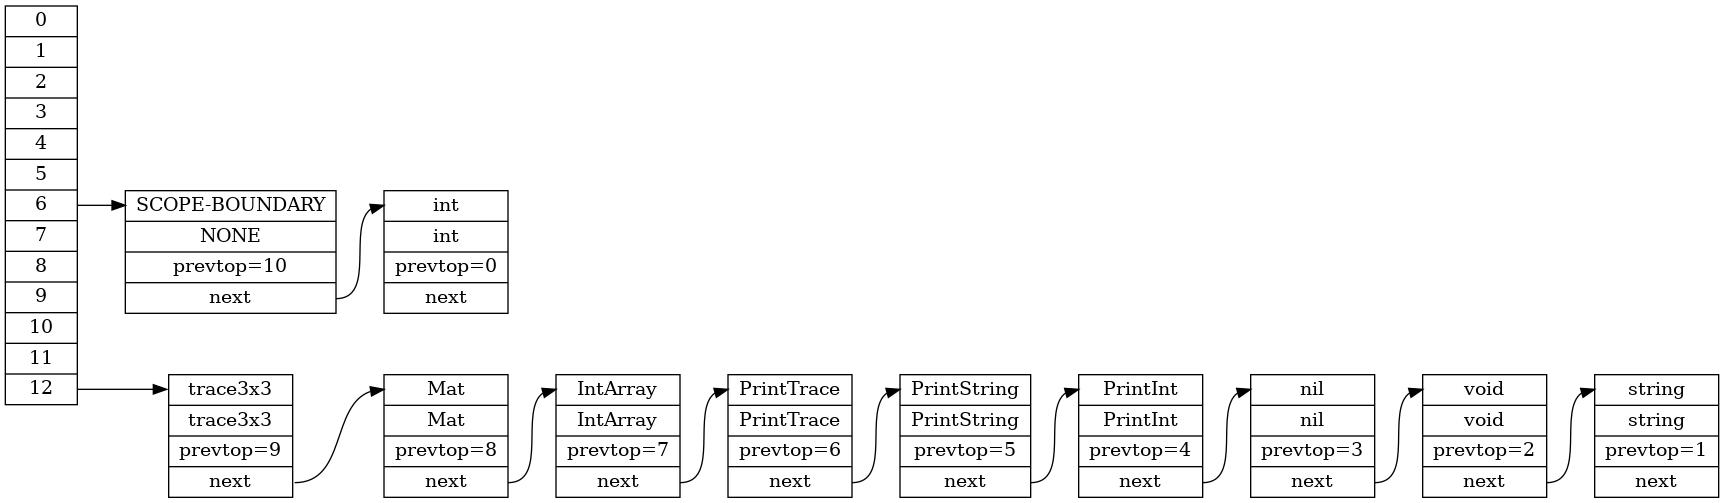 0
1
2
3
4
5
6
7
8
9
10
11
12
SCOPE-BOUNDARY
NONE
prevtop=10
next
int
int
prevtop=0
next
trace3x3
trace3x3
prevtop=9
next
Mat
Mat
prevtop=8
next
IntArray
IntArray
prevtop=7
next
PrintTrace
PrintTrace
prevtop=6
next
PrintString
PrintString
prevtop=5
next
PrintInt
PrintInt
prevtop=4
next
nil
nil
prevtop=3
next
void
void
prevtop=2
next
string
string
prevtop=1
next